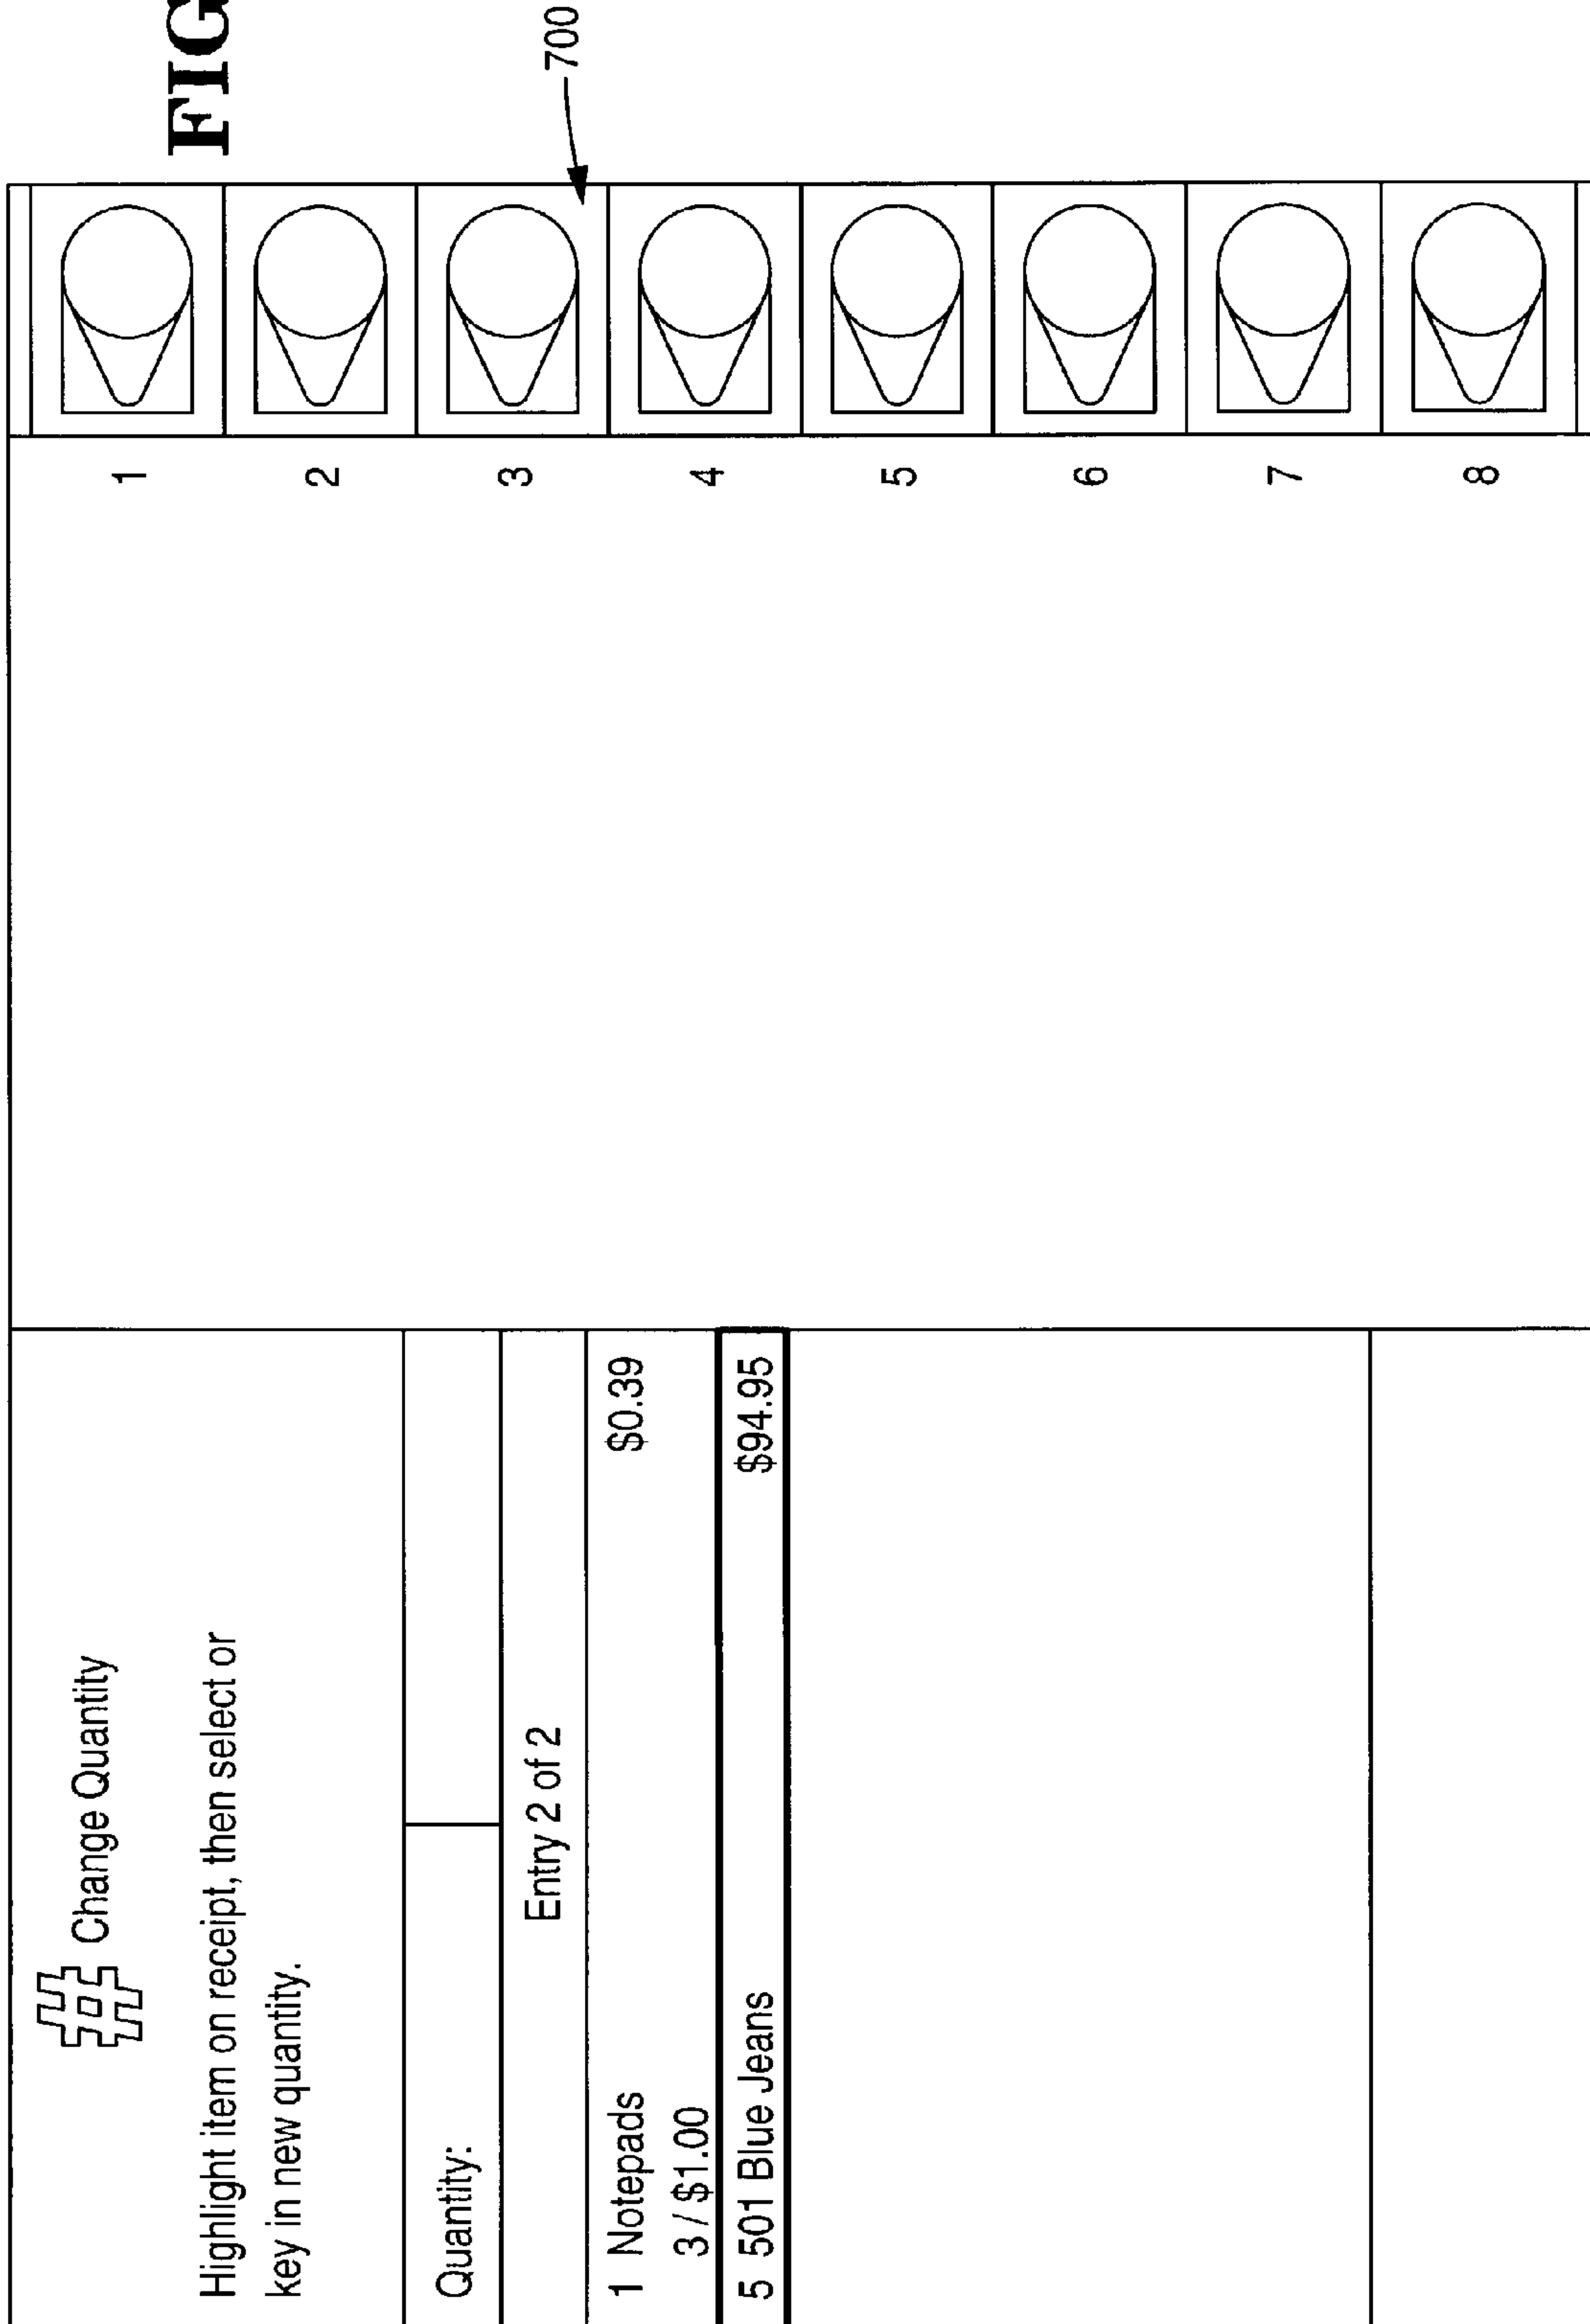 FIG
700
# Change Quantity
Highlight item on receipt, then select or
key in new quantity.
Quantity:
Entry 2 of 2
1 Notepads $0.39
3 / $1.00
5 501 Blue Jeans $94.95
1
2
3
4
5
6
7
8